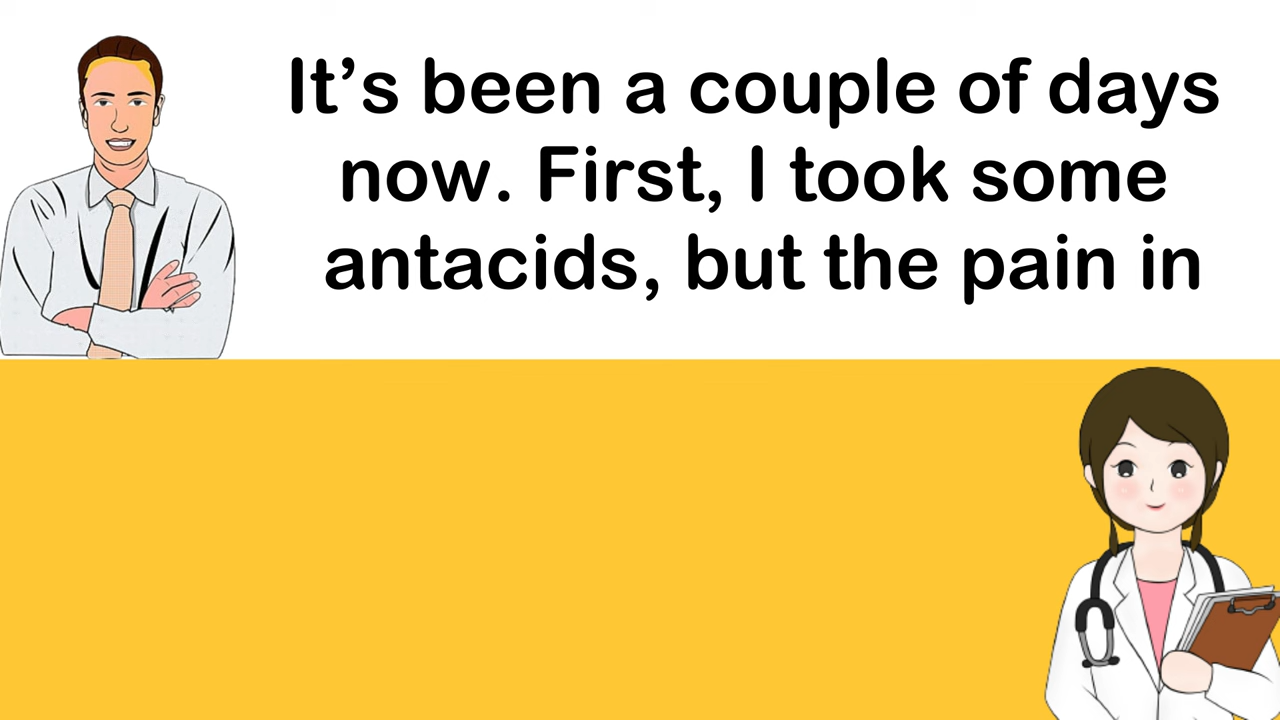 It’s been a couple of days
now. First, I took some
antacids, but the pain in